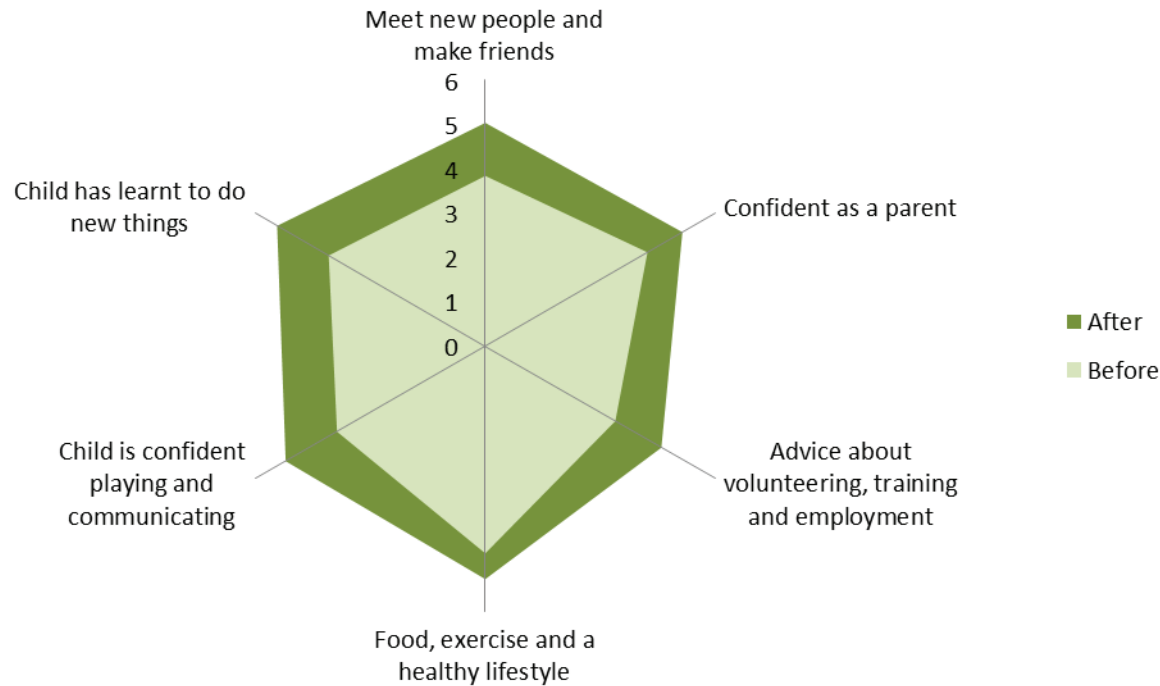 Meet new people and
make friends
6
5
4
3
2
1
0
Child has learnt to do
new things
Confident as a parent
After
Before
Child is confident
playing and
communicating
Advice about
volunteering, training
and employment
Food, exercise and a
healthy lifestyle